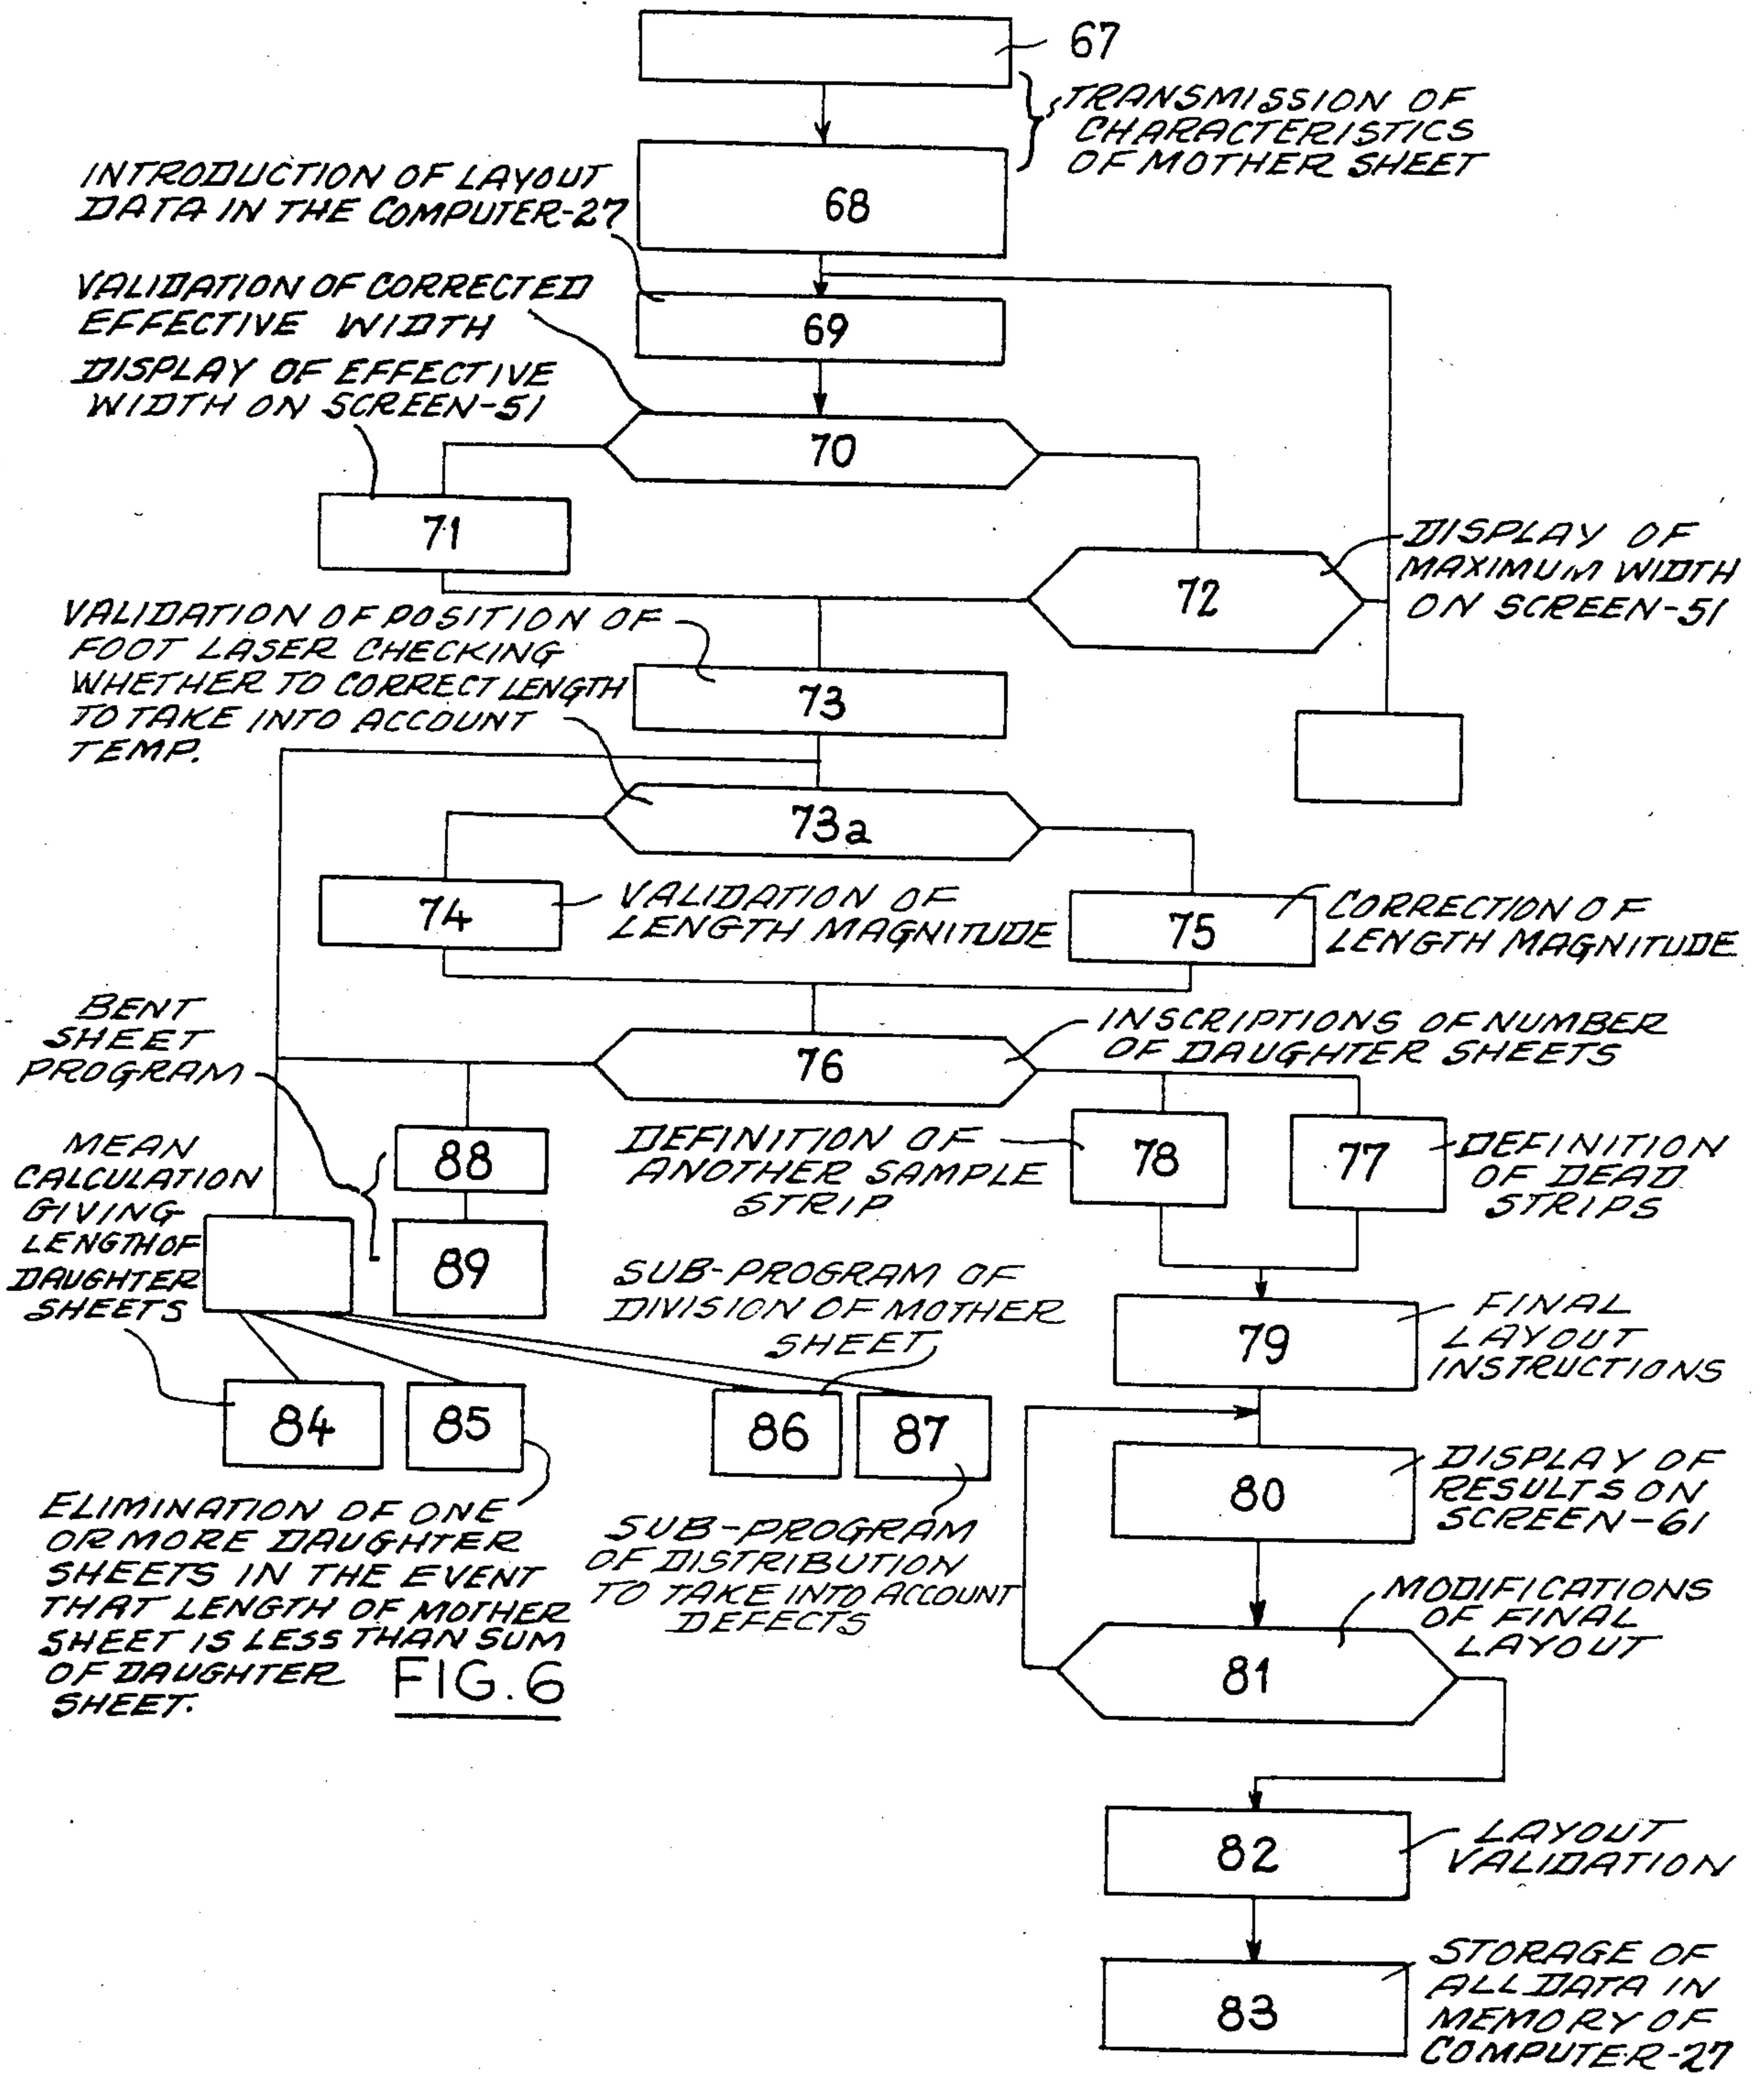 67
TRANSMISSION OF
CHARACTERISTICS
OF MOTHER SHEET
68
INTRODUCTION OF LAYOUT
DATA IN THE COMPUTER-27
69
VALIDATION OF CORRECTED
EFFECTIVE WIDTH
70
DISPLAY OF EFFECTIVE
WIDTH ON SCREEN-51
71
72
DISPLAY OF
MAXIMUM WIDTH
ON SCREEN-51
VALIDATION OF POSITION OF
FOOT LASER CHECKING
WHETHER TO CORRECT LENGTH
TO TAKE INTO ACCOUNT
TEMP.
73
73a
74
VALIDATION OF
LENGTH MAGNITUDE
75
CORRECTION OF
LENGTH MAGNITUDE
76
INSCRIPTIONS OF NUMBER
OF DAUGHTER SHEETS
BENT
SHEET
PROGRAM
88
89
DEFINITION OF
ANOTHER SAMPLE
STRIP
78
77
DEFINITION
OF DEAD
STRIPS
MEAN
CALCULATION
GIVING
LENGTH OF
DAUGHTER
SHEETS
SUB-PROGRAM OF
DIVISION OF MOTHER
SHEET
79
FINAL
LAYOUT
INSTRUCTIONS
84
85
86
87
80
DISPLAY OF
RESULTS ON
SCREEN-61
ELIMINATION OF ONE
OR MORE DAUGHTER
SHEETS IN THE EVENT
THAT LENGTH OF MOTHER
SHEET IS LESS THAN SUM
OF DAUGHTER
SHEET.
SUB-PROGRAM
OF DISTRIBUTION
TO TAKE INTO ACCOUNT
DEFECTS
81
MODIFICATIONS
OF FINAL
LAYOUT
FIG. 6
82
LAYOUT
VALIDATION
83
STORAGE OF
ALL DATA IN
MEMORY OF
COMPUTER-27